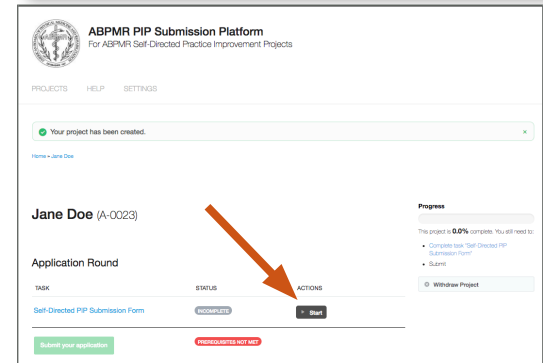 ABPMR PIP Submission Platform
For ABPMR Self-Directed Practice Improvement Projects
PROJECTS HELP SETTINGS
Your project has been created. ×
Home » Jane Doe
Jane Doe (A-0023)
Application Round
TASK STATUS ACTIONS
Self-Directed PIP Submission Form INCOMPLETE Start
Submit your application PREREQUISITES NOT MET
Progress
This project is 0.0% complete. You still need to:
• Complete task "Self-Directed PIP
Submission Form"
• Submit
Withdraw Project